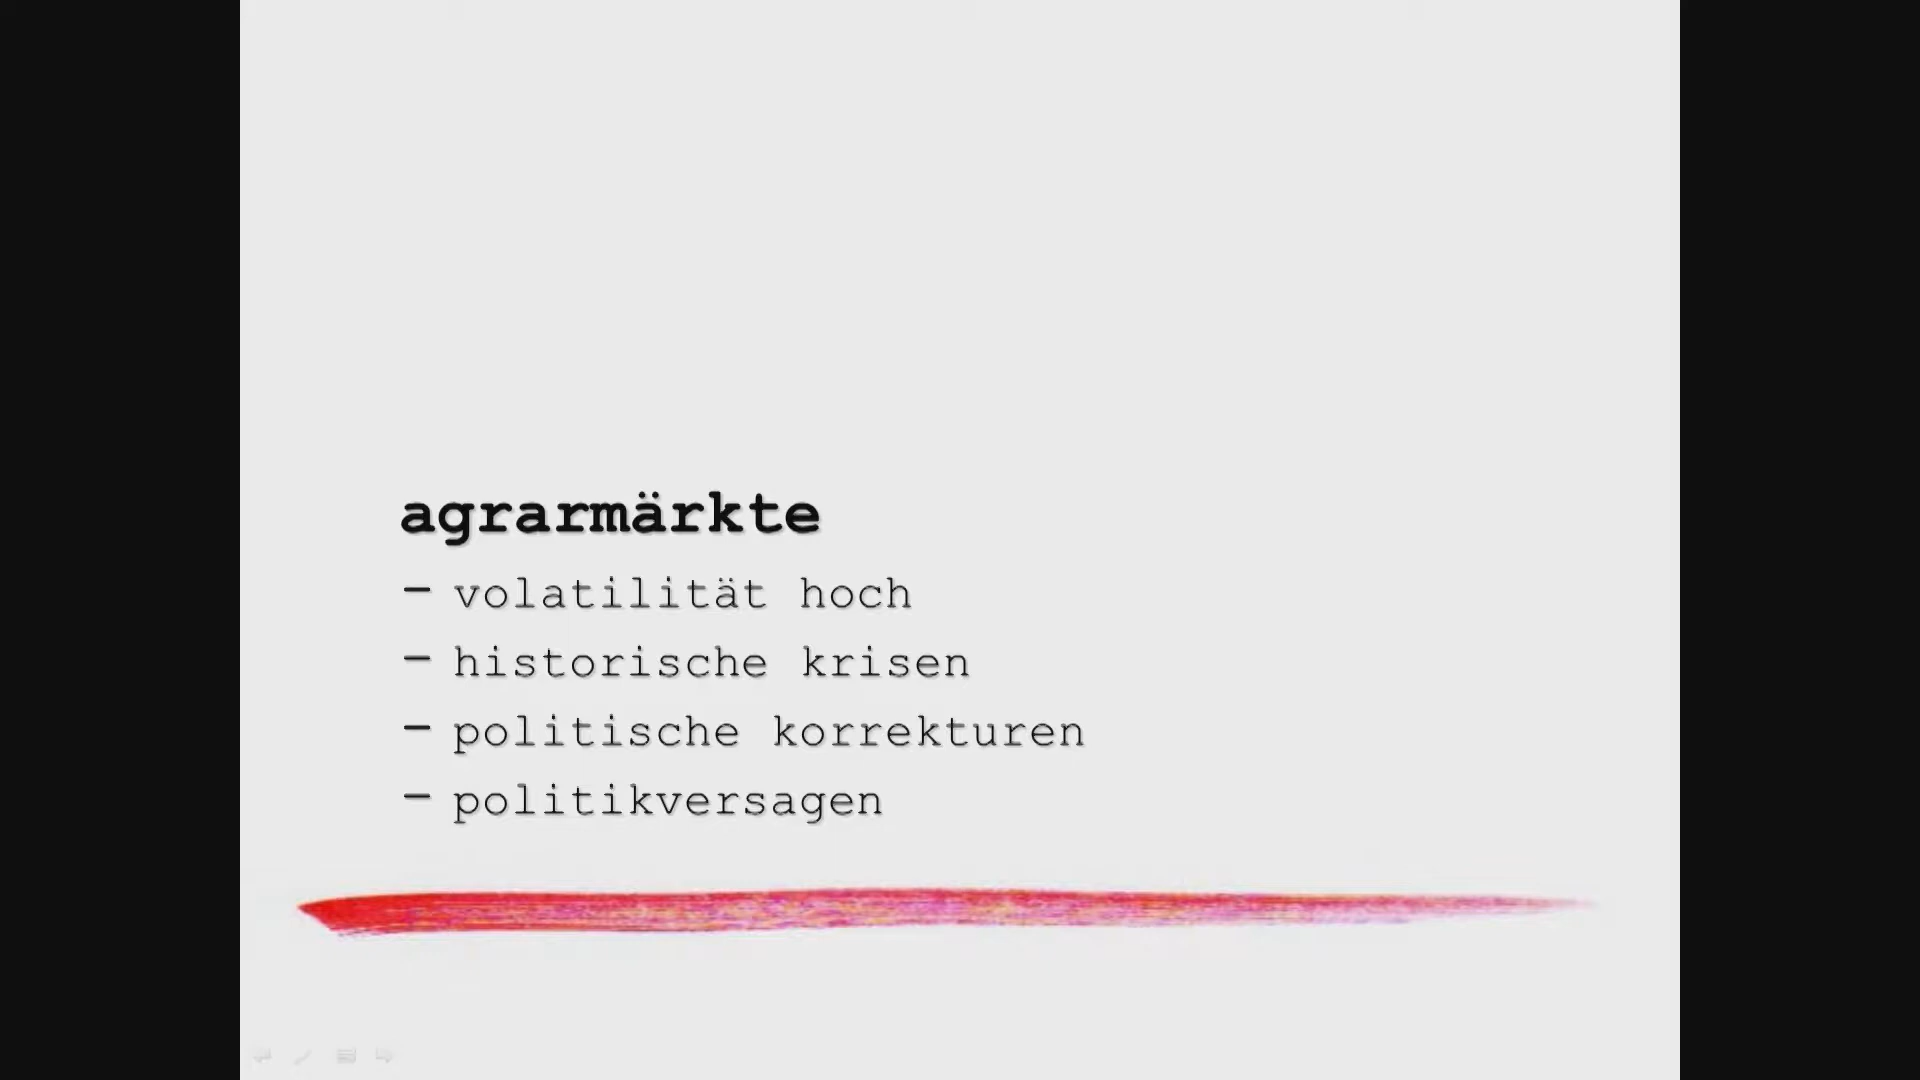 agrarmärkte
– volatilität hoch
– historische krisen
– politische korrekturen
– politikversagen